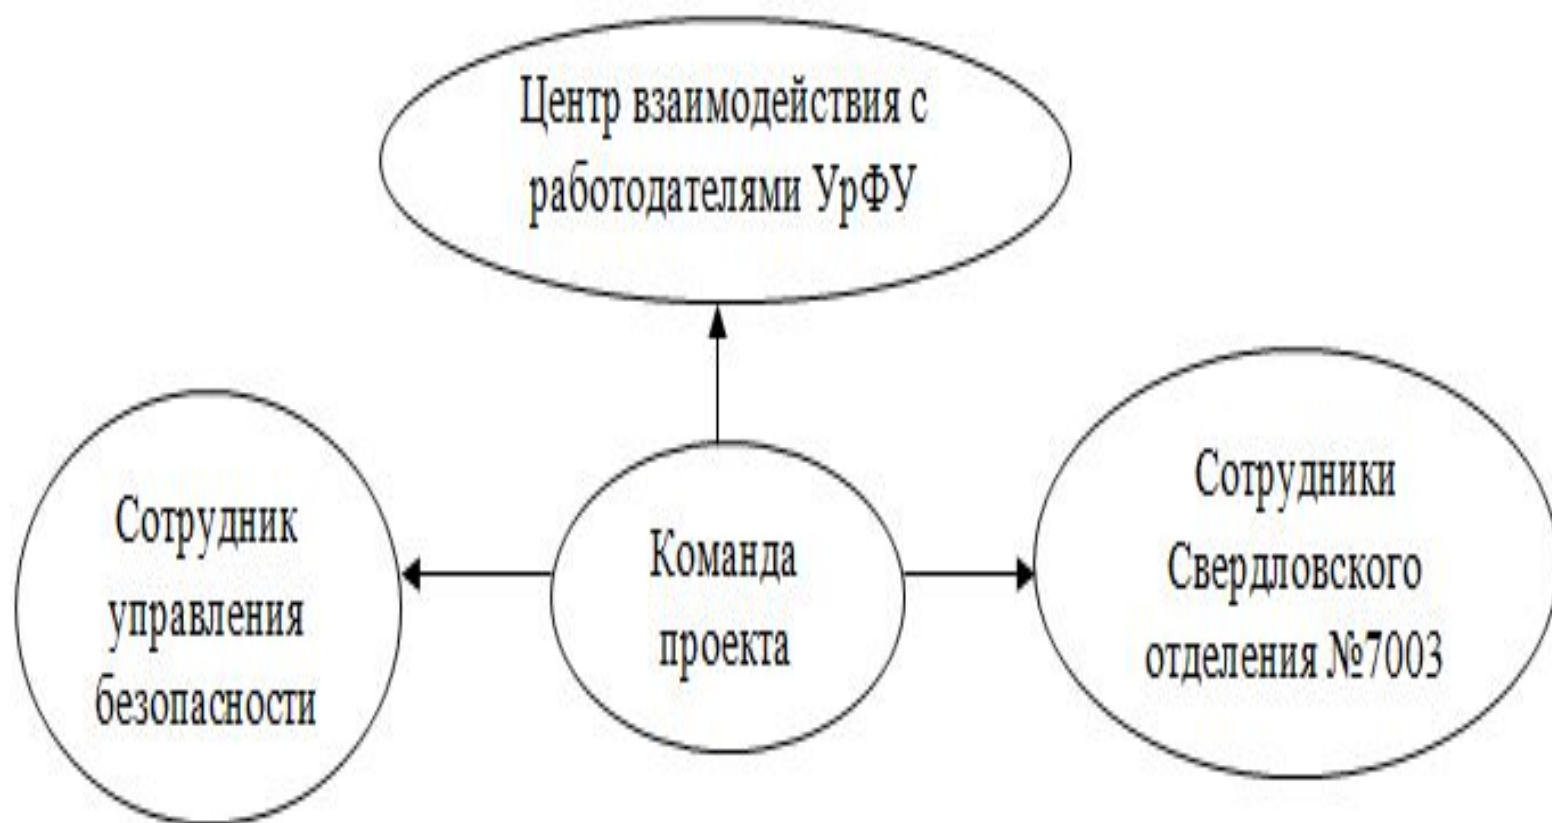 Центр взаимодействия с
работодателями УрФУ
Сотрудник
управления
безопасности
Команда
проекта
Сотрудники
Свердловского
отделения №7003